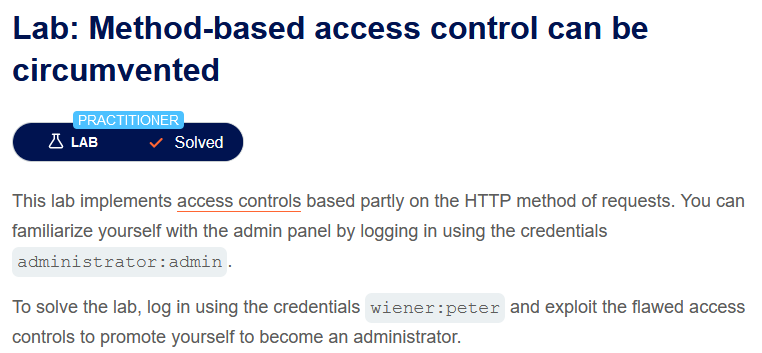 Lab: Method-based access control can be
circumvented
PRACTITIONER
LAB Solved
This lab implements access controls based partly on the HTTP method of requests. You can
familiarize yourself with the admin panel by logging in using the credentials
administrator:admin.
To solve the lab, log in using the credentials wiener:peter and exploit the flawed access
controls to promote yourself to become an administrator.